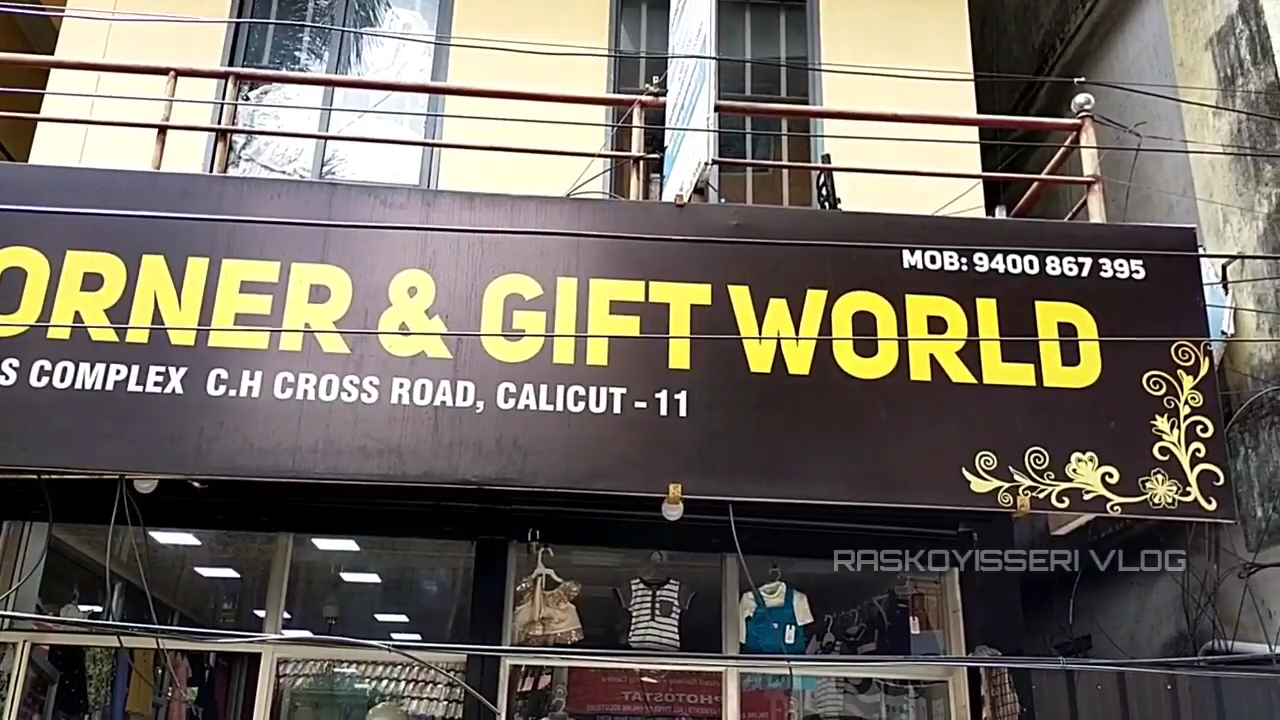 MOB: 9400 867 395
ORNER & GIFT WORLD
S COMPLEX C.H CROSS ROAD, CALICUT - 11
RASKOYISSERI VLOG
PHOTOSTAT